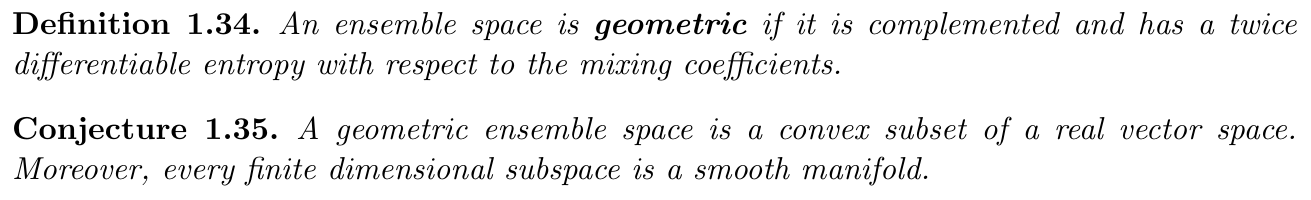 Definition 1.34. An ensemble space is geometric if it is complemented and has a twice
differentiable entropy with respect to the mixing coefficients.
Conjecture 1.35. A geometric ensemble space is a convex subset of a real vector space.
Moreover, every finite dimensional subspace is a smooth manifold.